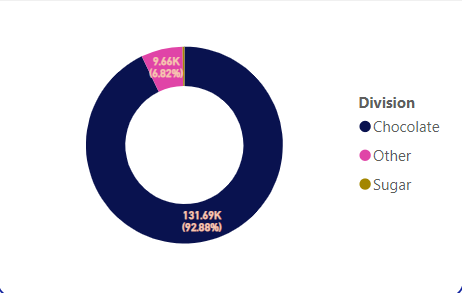 9.66K
(6.82%)
131.69K
(92.88%)
Division
Chocolate
Other
Sugar